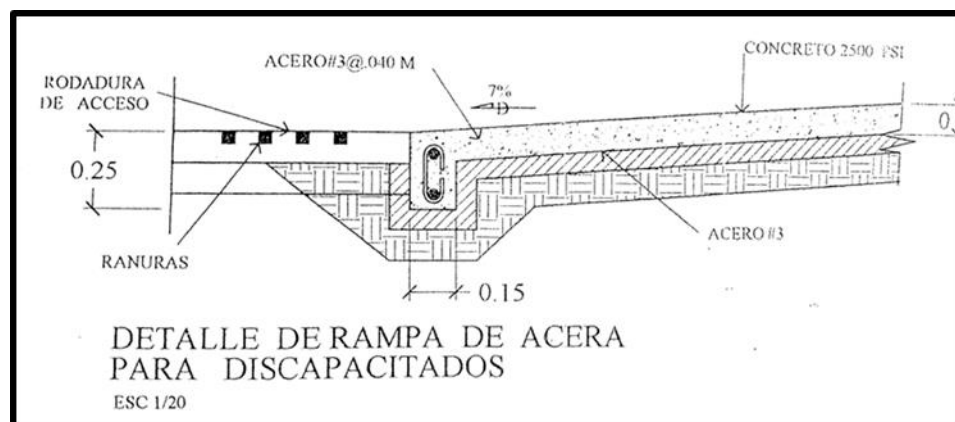 ACERO#3@.040 M
CONCRETO 2500 PSI
RODADURA
DE ACCESO
7%
D
0.25
0
RANURAS
ACERO #3
0.15
DETALLE DE RAMPA DE ACERA
PARA DISCAPACITADOS
ESC 1/20